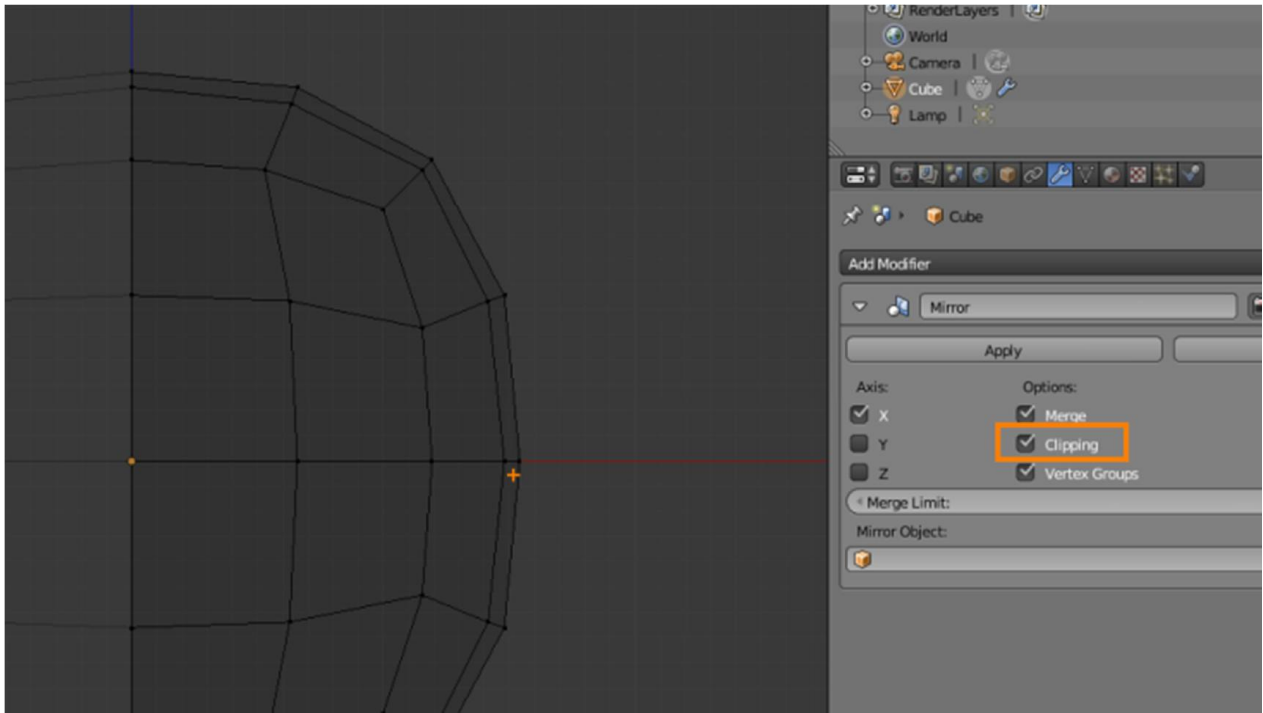 RenderLayers
World
Camera
Cube
Lamp
Cube
Add Modifier
Mirror
Apply
Axis: Options:
X Merge
Y Clipping
Z Vertex Groups
Merge Limit:
Mirror Object: